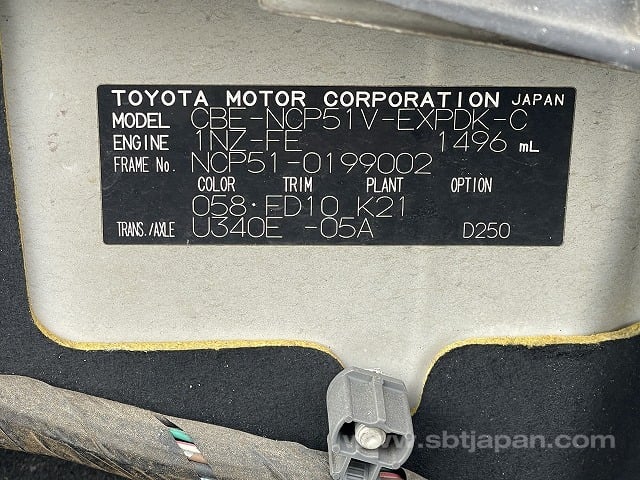 TOYOTA MOTOR CORPORATION JAPAN
MODEL CBE-NCP51V-EXPDK-C
ENGINE 1NZ-FE 1496 mL
FRAME No. NCP51-0199002
COLOR TRIM PLANT OPTION
058・FD10 K21
TRANS./AXLE U340E -05A D250
www.sbtjapan.com